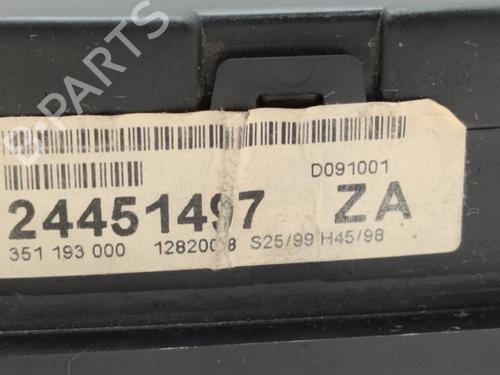 B-PARTS
D091001
24451497 ZA
351 193 000 1282008 S25/99 H45/98